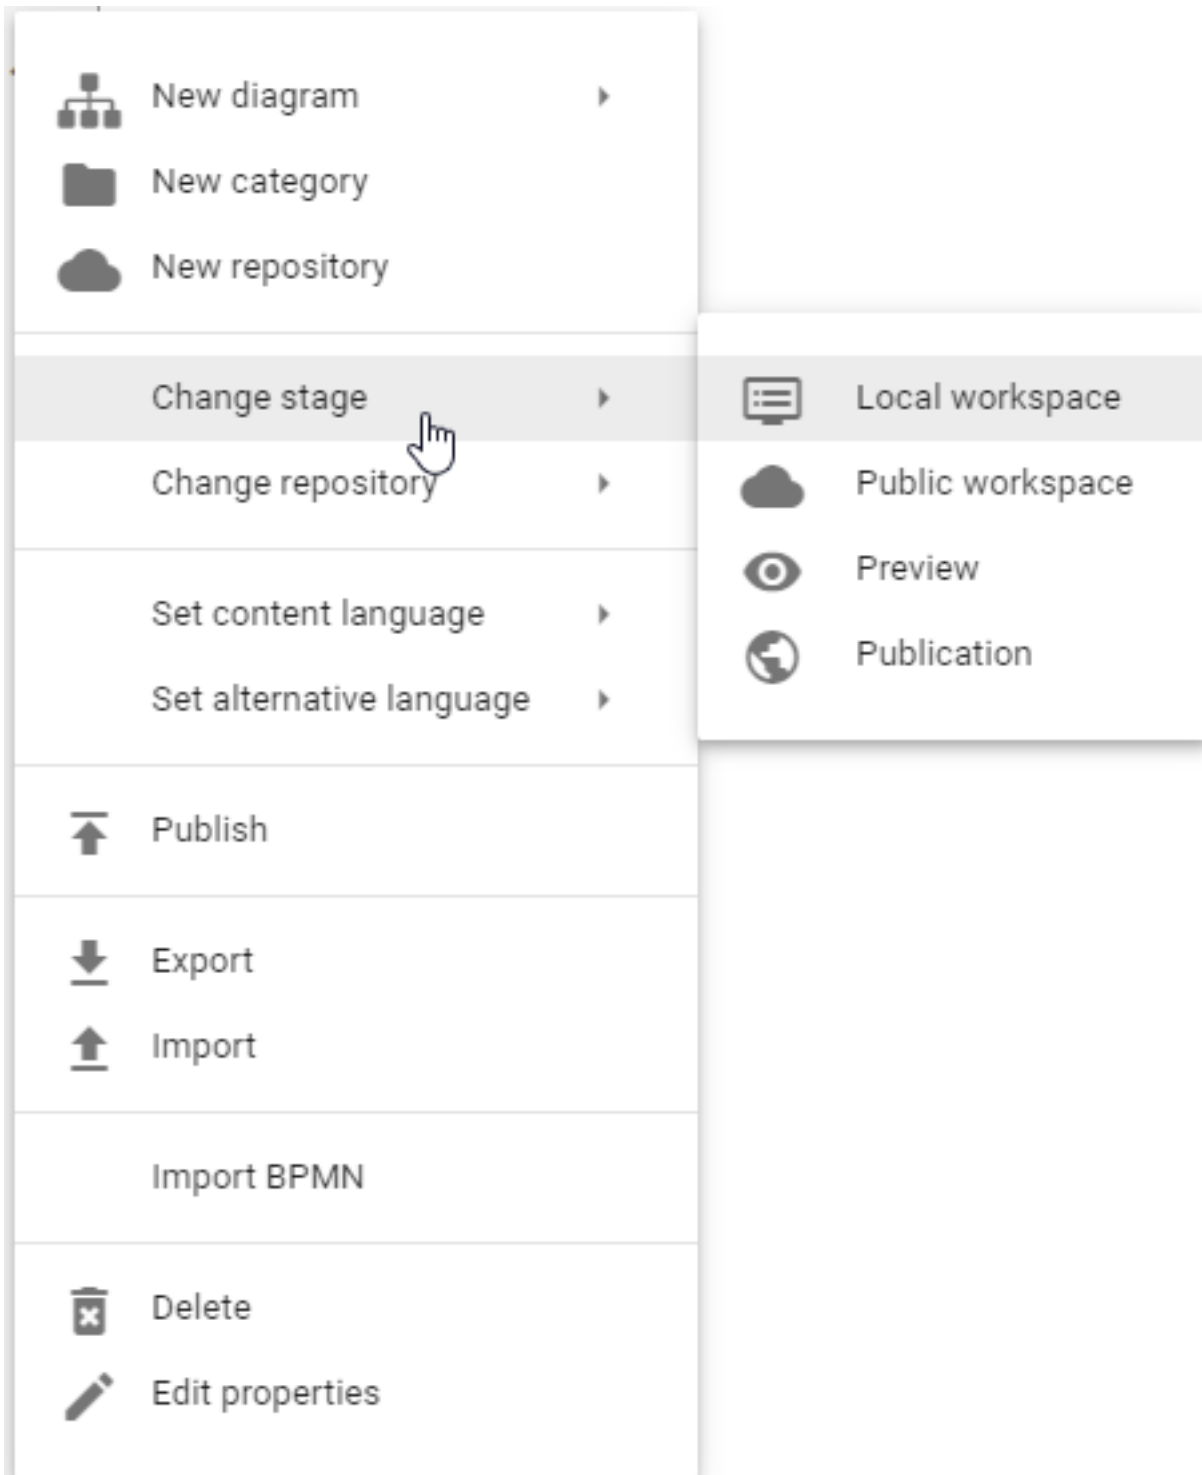 New diagram
New category
New repository
Change stage
Change repository
Set content language
Set alternative language
Publish
Export
Import
Import BPMN
Delete
Edit properties
Local workspace
Public workspace
Preview
Publication